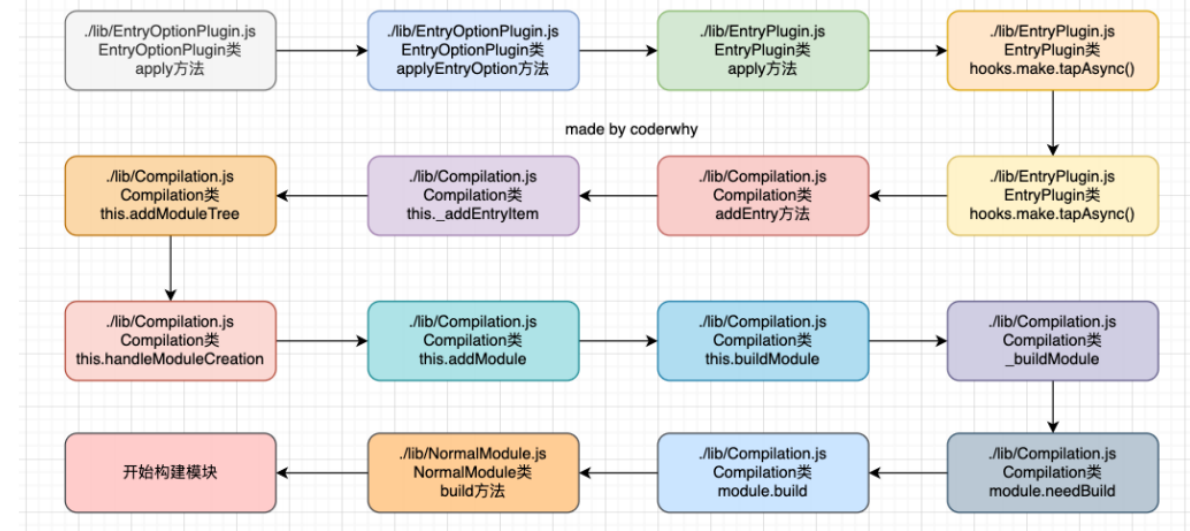 ./lib/EntryOptionPlugin.js
EntryOptionPlugin类
apply方法
./lib/EntryOptionPlugin.js
EntryOptionPlugin类
applyEntryOption方法
./lib/EntryPlugin.js
EntryPlugin类
apply方法
./lib/EntryPlugin.js
EntryPlugin类
hooks.make.tapAsync()
made by coderwhy
./lib/EntryPlugin.js
EntryPlugin类
hooks.make.tapAsync()
./lib/Compilation.js
Compilation类
addEntry方法
./lib/Compilation.js
Compilation类
this._addEntryItem
./lib/Compilation.js
Compilation类
this.addModuleTree
./lib/Compilation.js
Compilation类
this.handleModuleCreation
./lib/Compilation.js
Compilation类
this.addModule
./lib/Compilation.js
Compilation类
this.buildModule
./lib/Compilation.js
Compilation类
_buildModule
./lib/Compilation.js
Compilation类
module.needBuild
./lib/Compilation.js
Compilation类
module.build
./lib/NormalModule.js
NormalModule类
build方法
开始构建模块